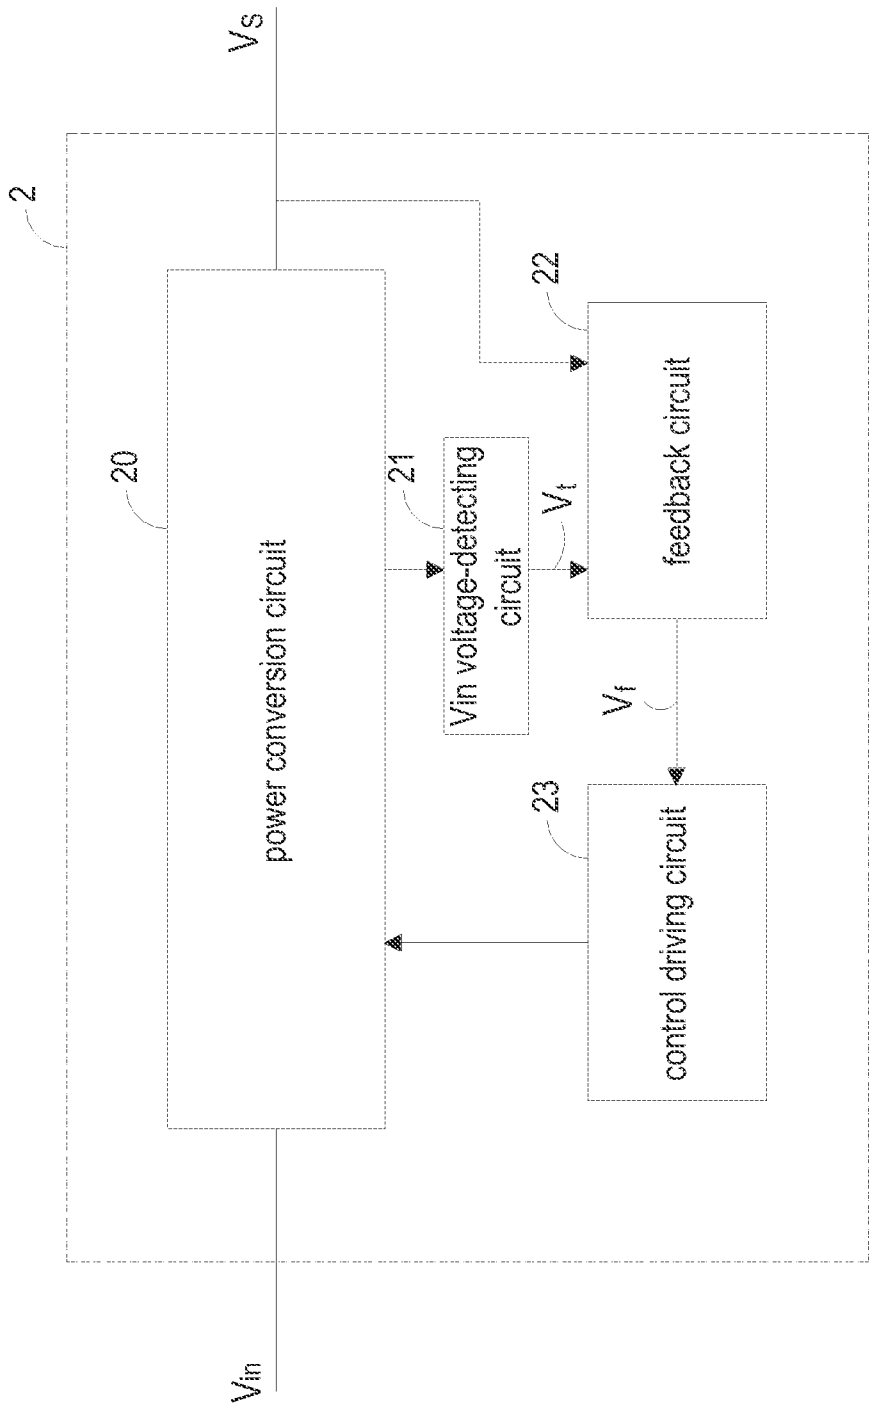 2
20
power conversion circuit
Vin
VS
21
Vin voltage-detecting
circuit
Vt
22
feedback circuit
Vf
23
control driving circuit